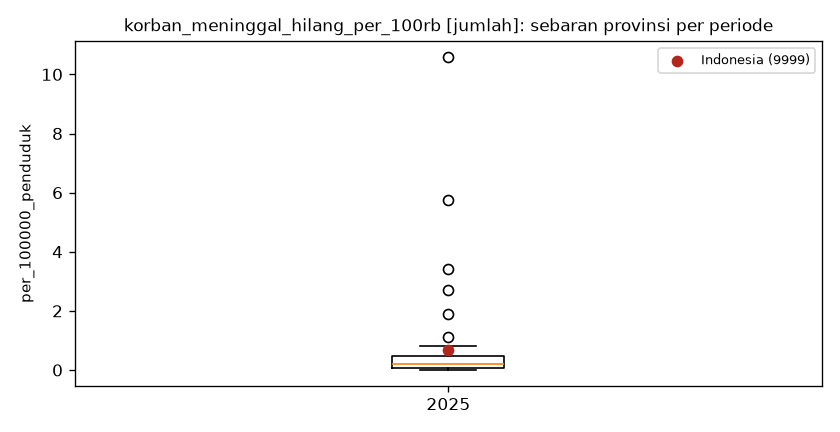 korban_meninggal_hilang_per_100rb [jumlah]: sebaran provinsi per periode
Indonesia (9999)
per_100000_penduduk
10
8
6
4
2
0
2025